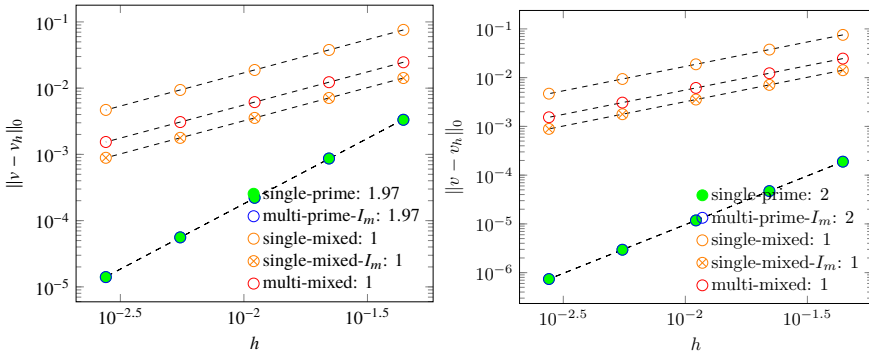 10^-1
10^-2
10^-3
10^-4
10^-5
‖v − v_h‖_0
single-prime: 1.97
multi-prime-I_m: 1.97
single-mixed: 1
single-mixed-I_m: 1
multi-mixed: 1
10^-2.5
10^-2
10^-1.5
h
10^-1
10^-2
10^-3
10^-4
10^-5
10^-6
‖v − v_h‖_0
single-prime: 2
multi-prime-I_m: 2
single-mixed: 1
single-mixed-I_m: 1
multi-mixed: 1
10^-2.5
10^-2
10^-1.5
h